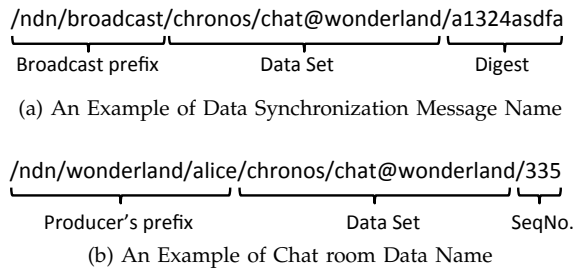 /ndn/broadcast/chronos/chat@wonderland/a1324asdfa
Broadcast prefix Data Set Digest
(a) An Example of Data Synchronization Message Name
/ndn/wonderland/alice/chronos/chat@wonderland/335
Producer's prefix Data Set SeqNo.
(b) An Example of Chat room Data Name